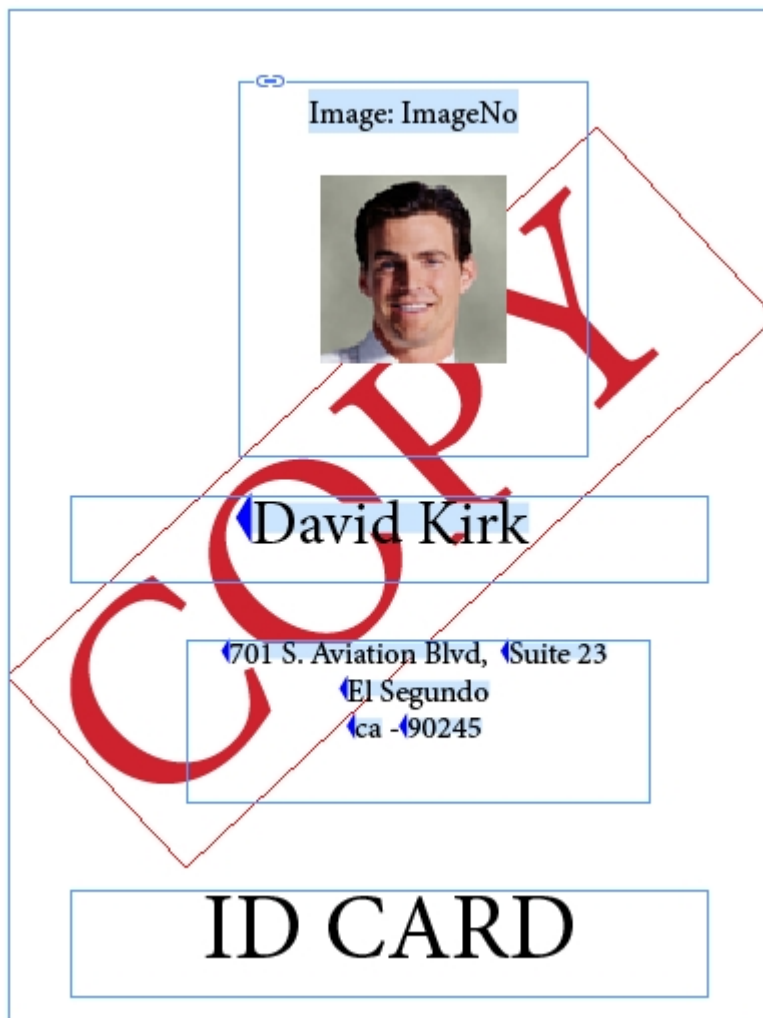 Image: ImageNo
COPY
David Kirk
701 S. Aviation Blvd, Suite 23
El Segundo
ca -90245
ID CARD